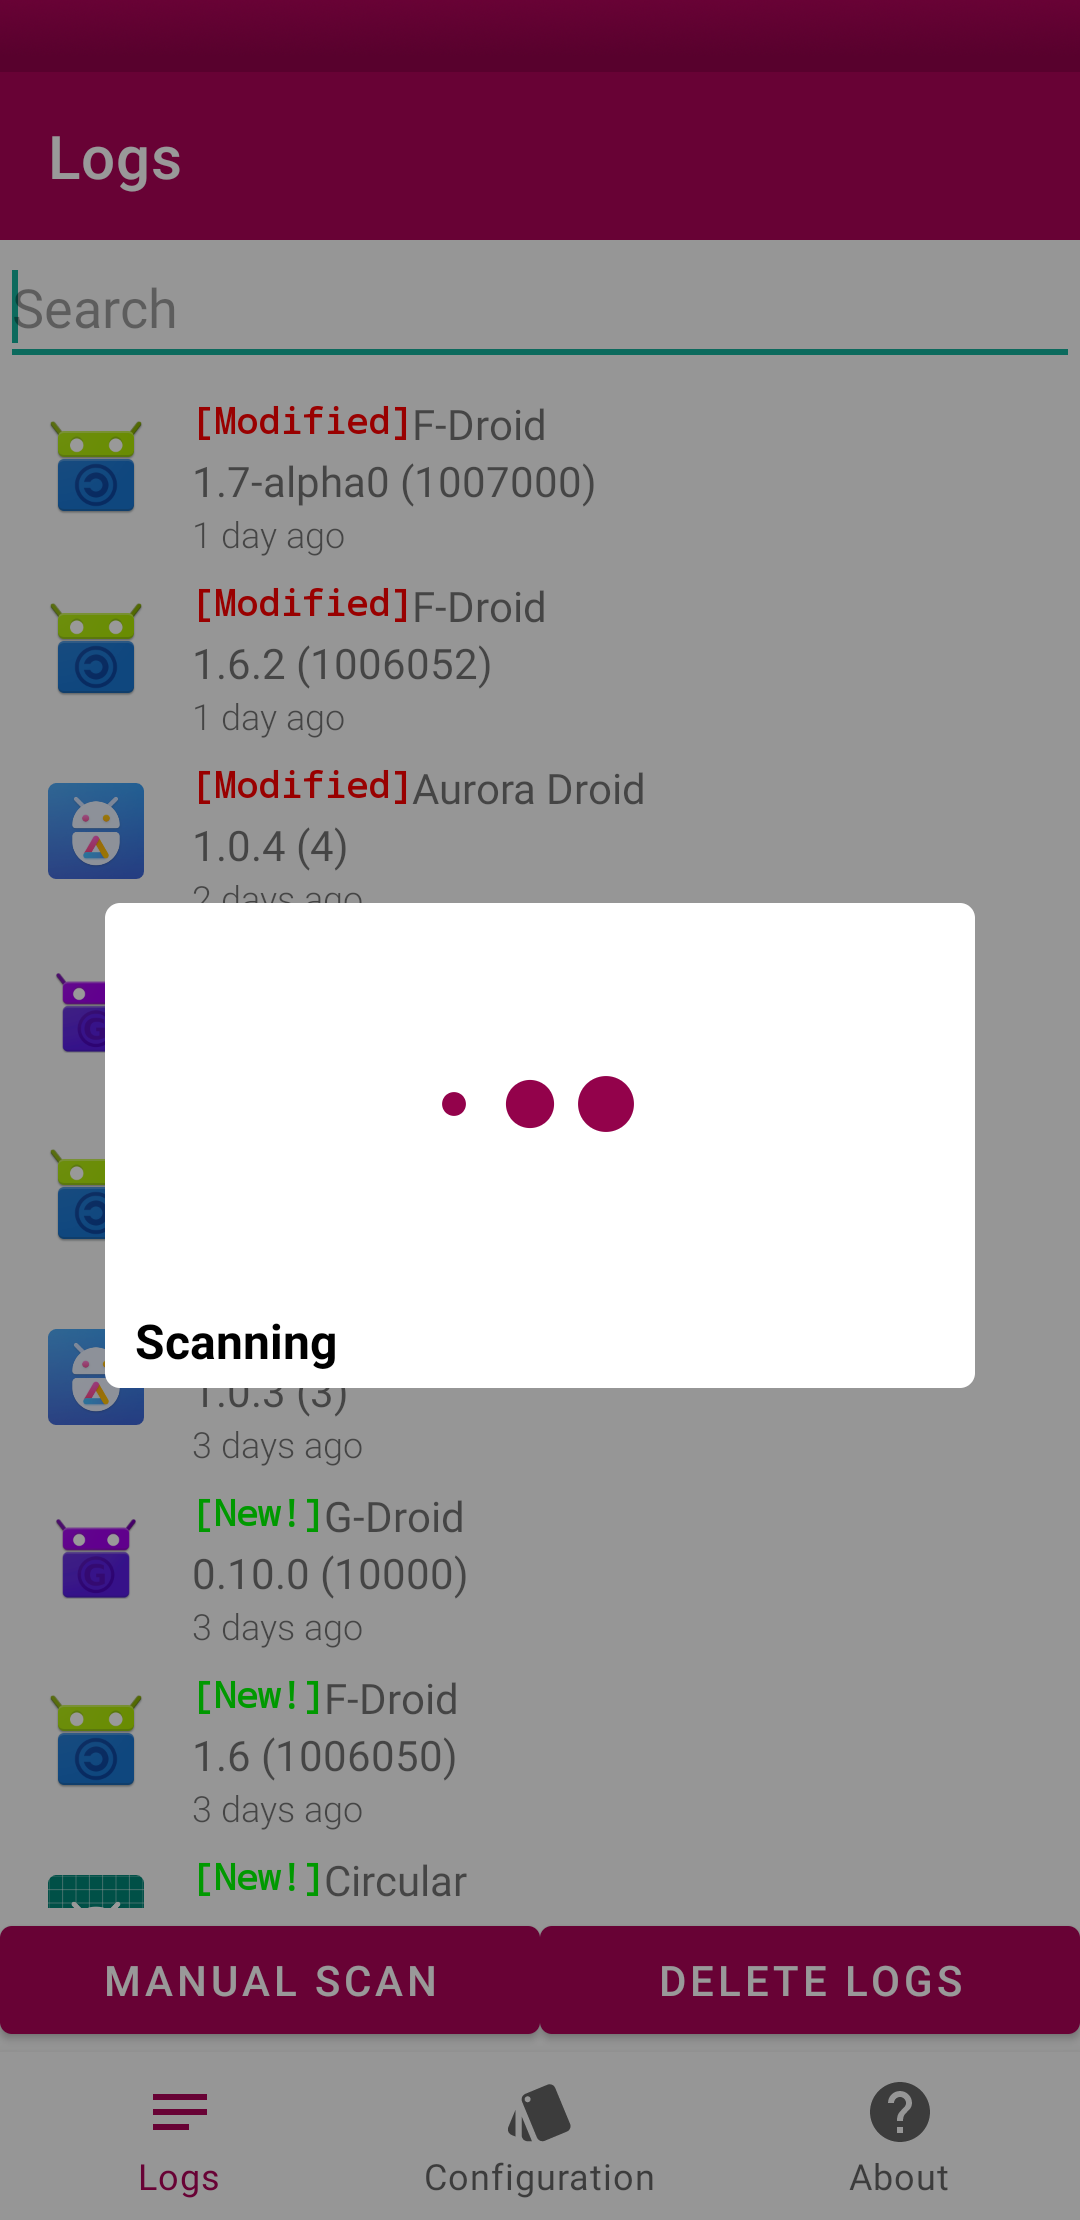 Logs
Search
[Modified]F-Droid
1.7-alpha0 (1007000)
1 day ago
[Modified]F-Droid
1.6.2 (1006052)
1 day ago
[Modified]Aurora Droid
1.0.4 (4)
2 days ago
Scanning
1.0.3 (3)
3 days ago
[New!]G-Droid
0.10.0 (10000)
3 days ago
[New!]F-Droid
1.6 (1006050)
3 days ago
[New!]Circular
MANUAL SCAN DELETE LOGS
Logs Configuration About